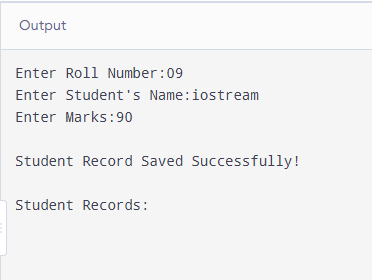 Output
Enter Roll Number:09
Enter Student's Name:iostream
Enter Marks:90
Student Record Saved Successfully!
Student Records: